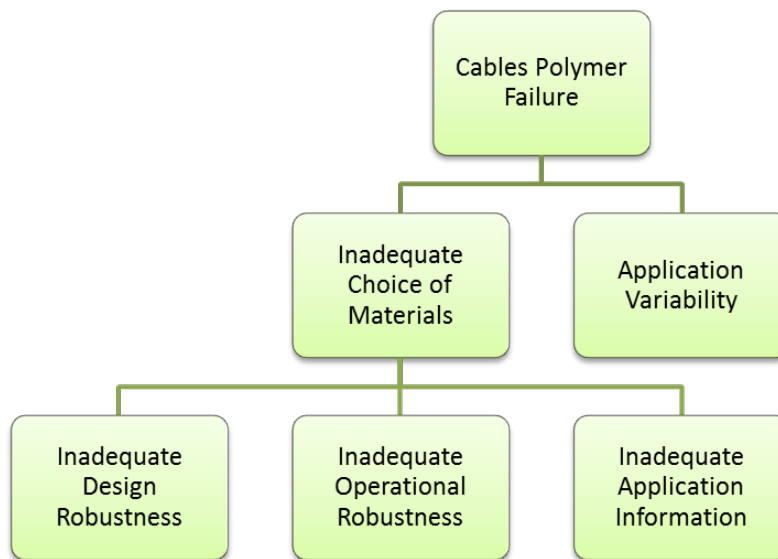 Cables Polymer
Failure
Inadequate
Choice of
Materials
Application
Variability
Inadequate
Design
Robustness
Inadequate
Operational
Robustness
Inadequate
Application
Information